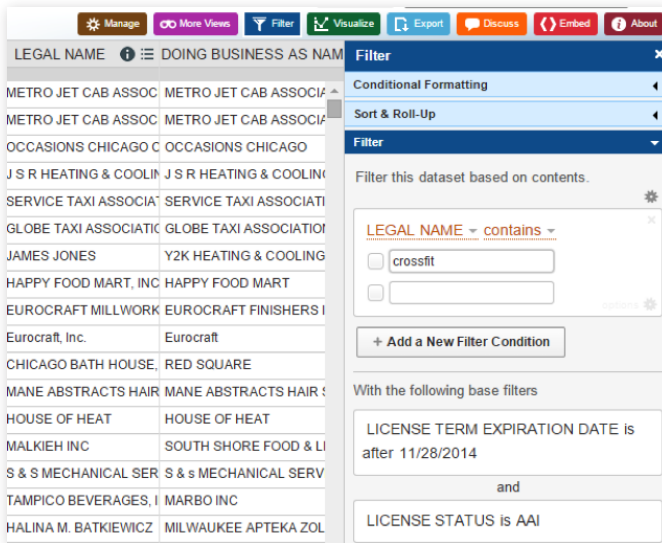 Manage More Views Filter Visualize Export Discuss Embed About
LEGAL NAME DOING BUSINESS AS NAM
METRO JET CAB ASSOC METRO JET CAB ASSOCIA
METRO JET CAB ASSOC METRO JET CAB ASSOCIA
OCCASIONS CHICAGO C OCCASIONS CHICAGO
J S R HEATING & COOLIN J S R HEATING & COOLING
SERVICE TAXI ASSOCIAT SERVICE TAXI ASSOCIATI
GLOBE TAXI ASSOCIATIO GLOBE TAXI ASSOCIATION
JAMES JONES Y2K HEATING & COOLING
HAPPY FOOD MART, INC HAPPY FOOD MART
EUROCRAFT MILLWORK EUROCRAFT FINISHERS I
Eurocraft, Inc. Eurocraft
CHICAGO BATH HOUSE, RED SQUARE
MANE ABSTRACTS HAIR MANE ABSTRACTS HAIR S
HOUSE OF HEAT HOUSE OF HEAT
MALKIEH INC SOUTH SHORE FOOD & LI
S & S MECHANICAL SER S & s MECHANICAL SERV
TAMPICO BEVERAGES, I MARBO INC
HALINA M. BATKIEWICZ MILWAUKEE APTEKA ZOL
Filter
Conditional Formatting
Sort & Roll-Up
Filter
Filter this dataset based on contents.
LEGAL NAME contains
crossfit
options
+ Add a New Filter Condition
With the following base filters
LICENSE TERM EXPIRATION DATE is
after 11/28/2014
and
LICENSE STATUS is AAI